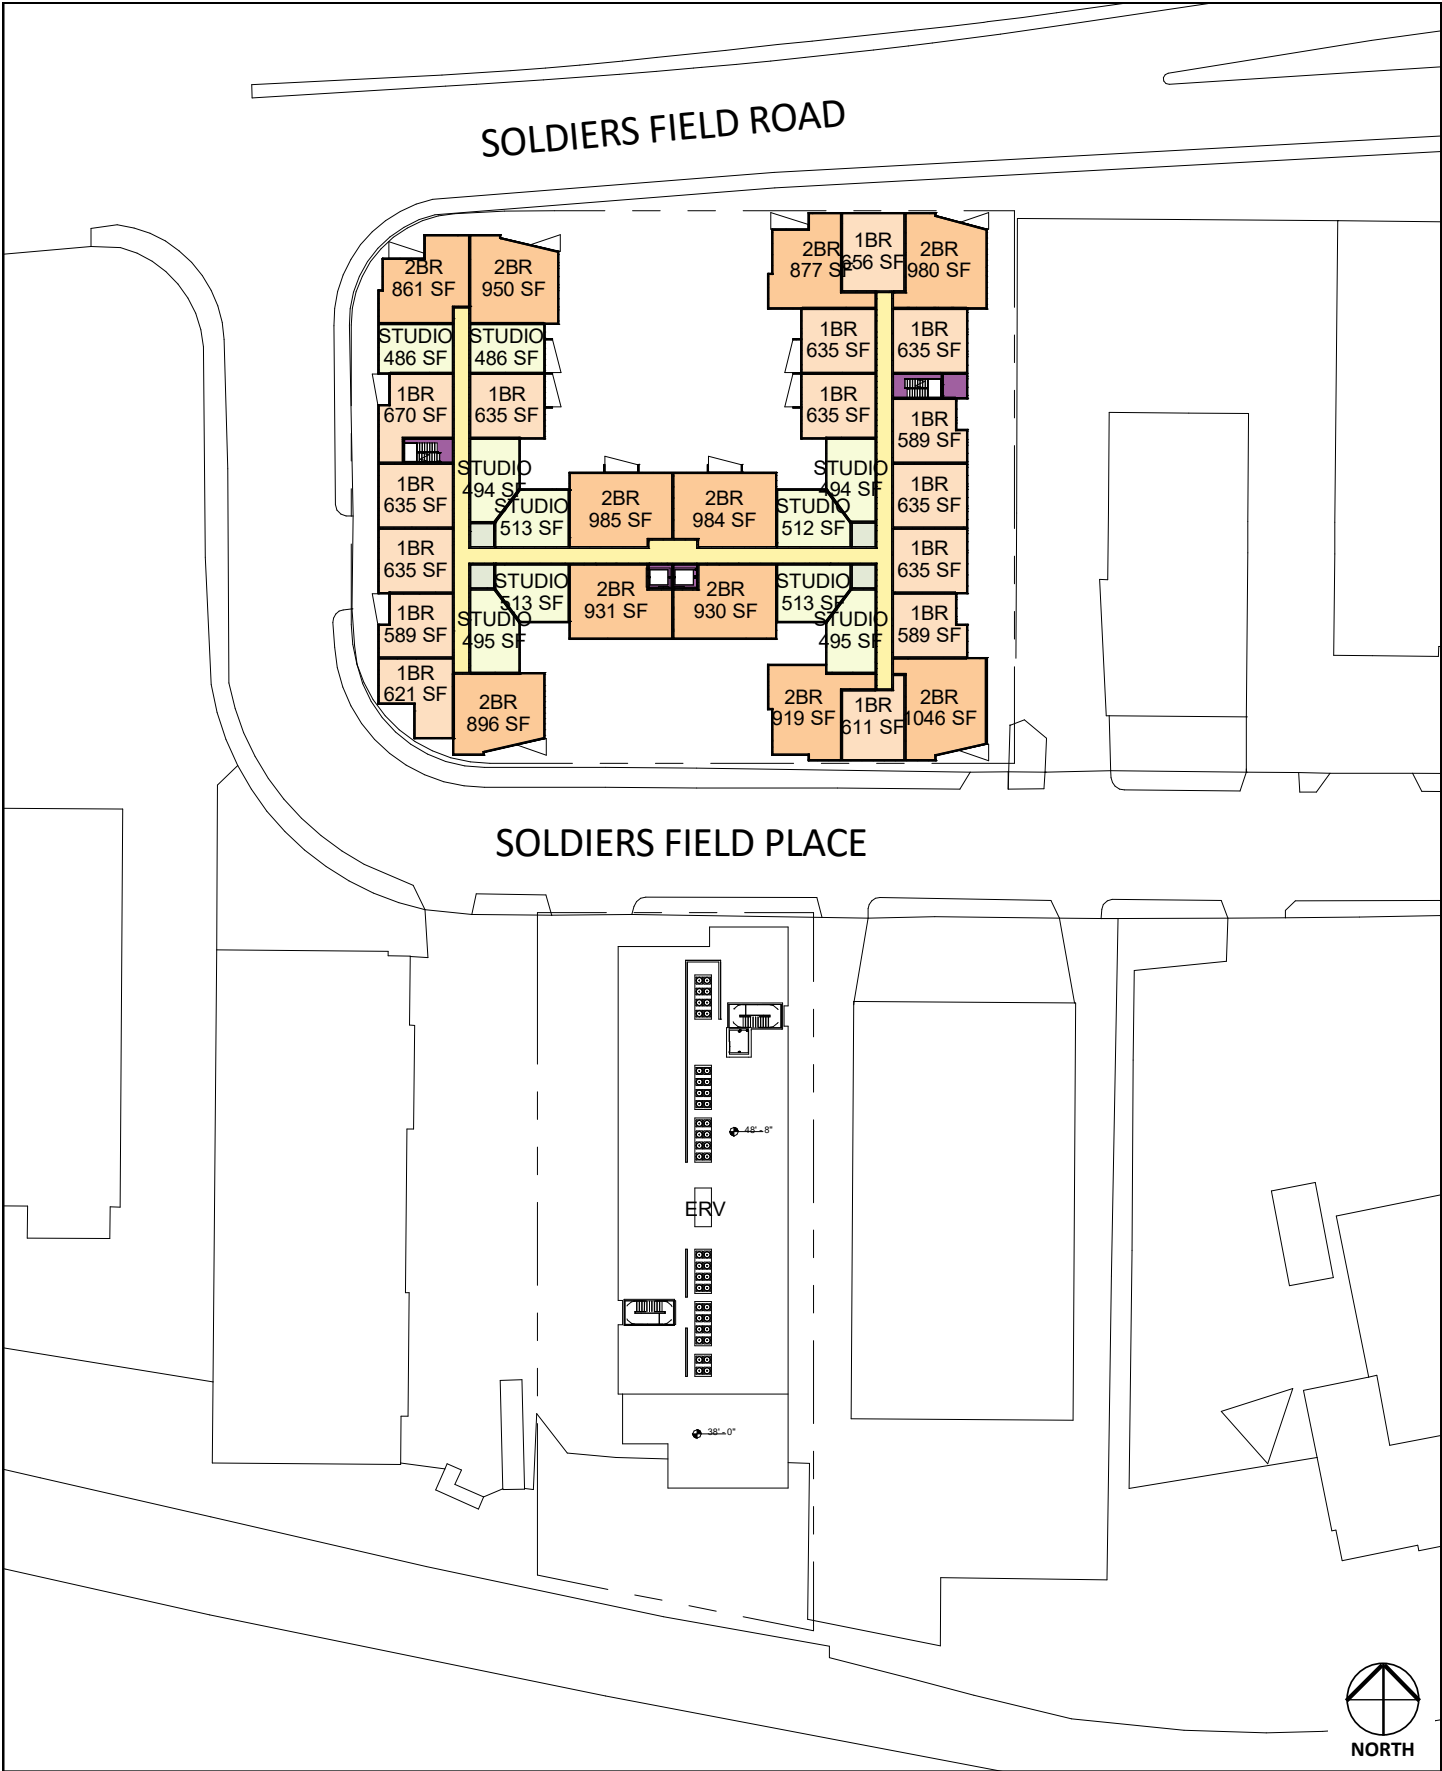 SOLDIERS FIELD ROAD
2BR
861 SF
2BR
950 SF
2BR
877 SF
1BR
656 SF
2BR
980 SF
STUDIO
486 SF
STUDIO
486 SF
1BR
635 SF
1BR
635 SF
1BR
670 SF
1BR
635 SF
1BR
635 SF
1BR
589 SF
STUDIO
494 SF
STUDIO
494 SF
1BR
635 SF
1BR
635 SF
STUDIO
513 SF
2BR
985 SF
2BR
984 SF
STUDIO
512 SF
1BR
635 SF
1BR
635 SF
STUDIO
513 SF
2BR
931 SF
2BR
930 SF
STUDIO
513 SF
1BR
589 SF
STUDIO
495 SF
STUDIO
495 SF
1BR
589 SF
1BR
621 SF
2BR
896 SF
2BR
919 SF
1BR
611 SF
2BR
1046 SF
SOLDIERS FIELD PLACE
48' - 8"
ERV
38' - 0"
NORTH